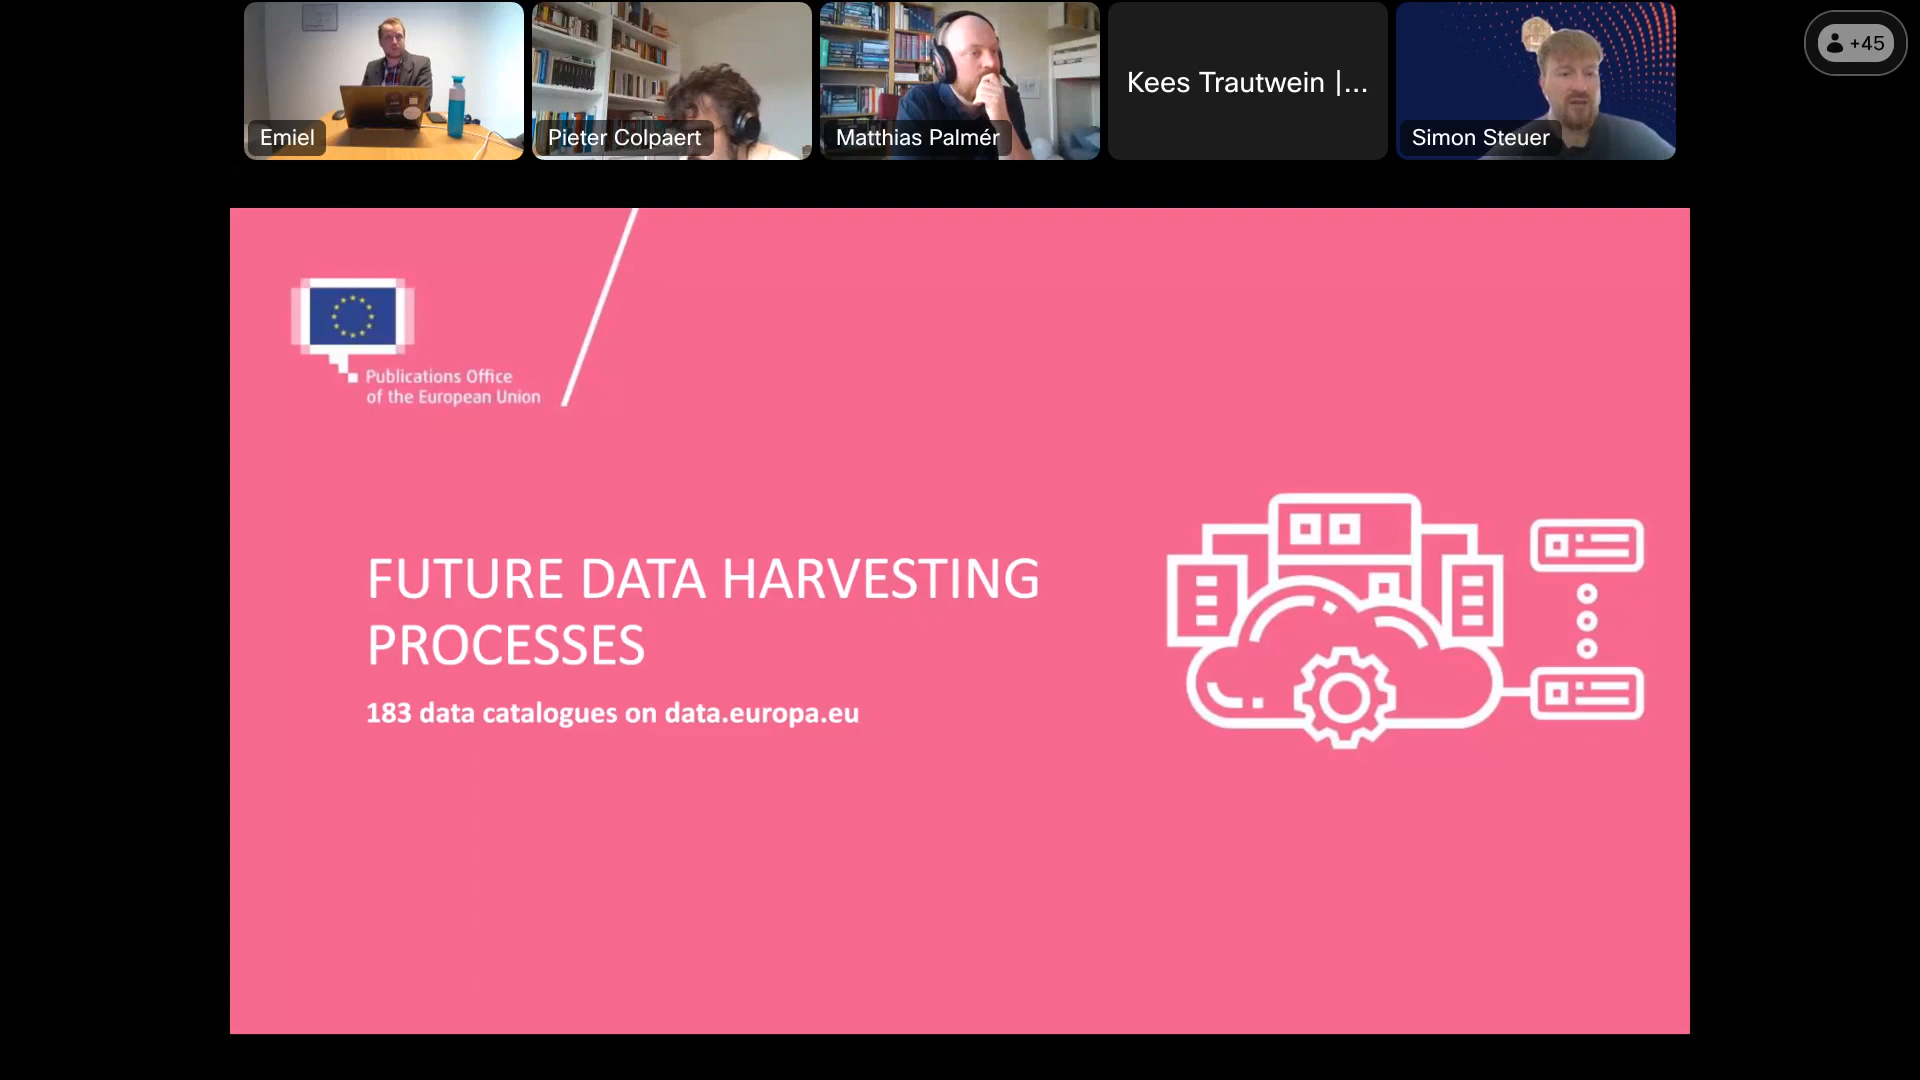 Emiel
Pieter Colpaert
Matthias Palmér
Kees Trautwein |...
Simon Steuer
+45
Publications Office
of the European Union
FUTURE DATA HARVESTING
PROCESSES
183 data catalogues on data.europa.eu